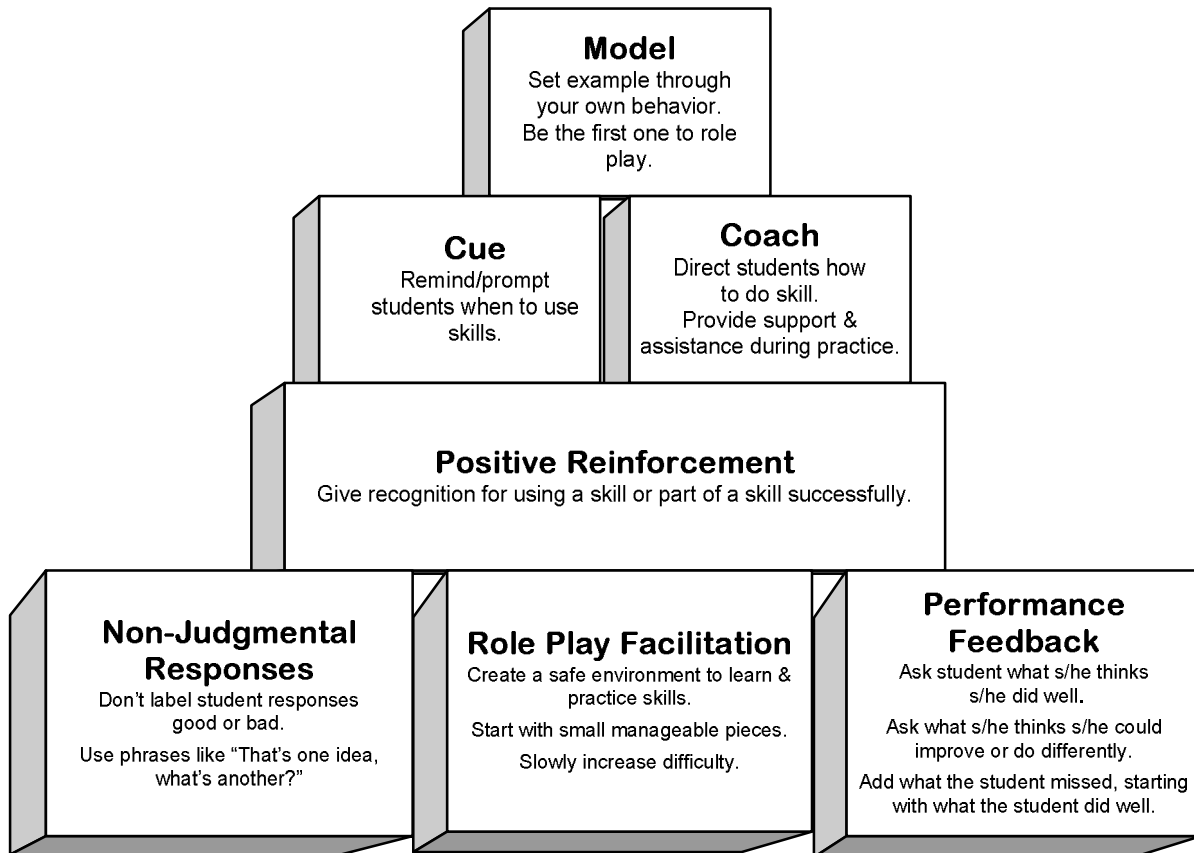 Model
Set example through
your own behavior.
Be the first one to role
play.
Cue
Remind/prompt
students when to use
skills.
Coach
Direct students how
to do skill.
Provide support &
assistance during practice.
Positive Reinforcement
Give recognition for using a skill or part of a skill successfully.
Non-Judgmental
Responses
Don’t label student responses
good or bad.
Use phrases like “That’s one idea,
what’s another?”
Role Play Facilitation
Create a safe environment to learn &
practice skills.
Start with small manageable pieces.
Slowly increase difficulty.
Performance
Feedback
Ask student what s/he thinks
s/he did well.
Ask what s/he thinks s/he could
improve or do differently.
Add what the student missed, starting
with what the student did well.